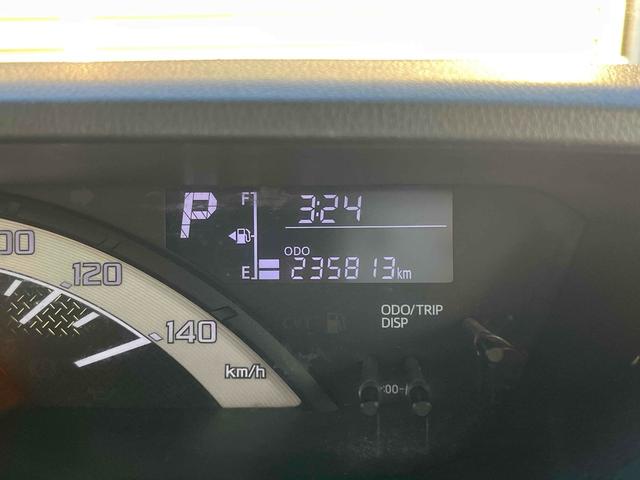 P
F
3:24
E
ODO
235813km
120
140
km/h
ODO/TRIP
DISP